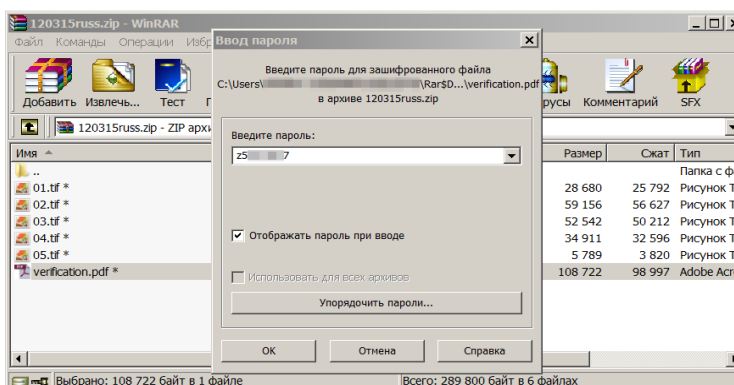 120315russ.zip - WinRAR
Файл Команды Операции Избр
Добавить Извлечь... Тест
русы Комментарий SFX
120315russ.zip - ZIP архи
Ввод пароля
Введите пароль для зашифрованного файла
C:\Users\ \Rar$D...\verification.pdf
в архиве 120315russ.zip
Введите пароль:
z5 7
Отображать пароль при вводе
Использовать для всех архивов
Упорядочить пароли...
ОК Отмена Справка
Имя Размер Сжат Тип
.. Папка с ф
01.tif * 28 680 25 792 Рисунок T
02.tif * 59 156 56 627 Рисунок T
03.tif * 52 542 50 212 Рисунок T
04.tif * 34 911 32 596 Рисунок T
05.tif * 5 789 3 820 Рисунок T
verification.pdf * 108 722 98 997 Adobe Acr
Выбрано: 108 722 байт в 1 файле Всего: 289 800 байт в 6 файлах